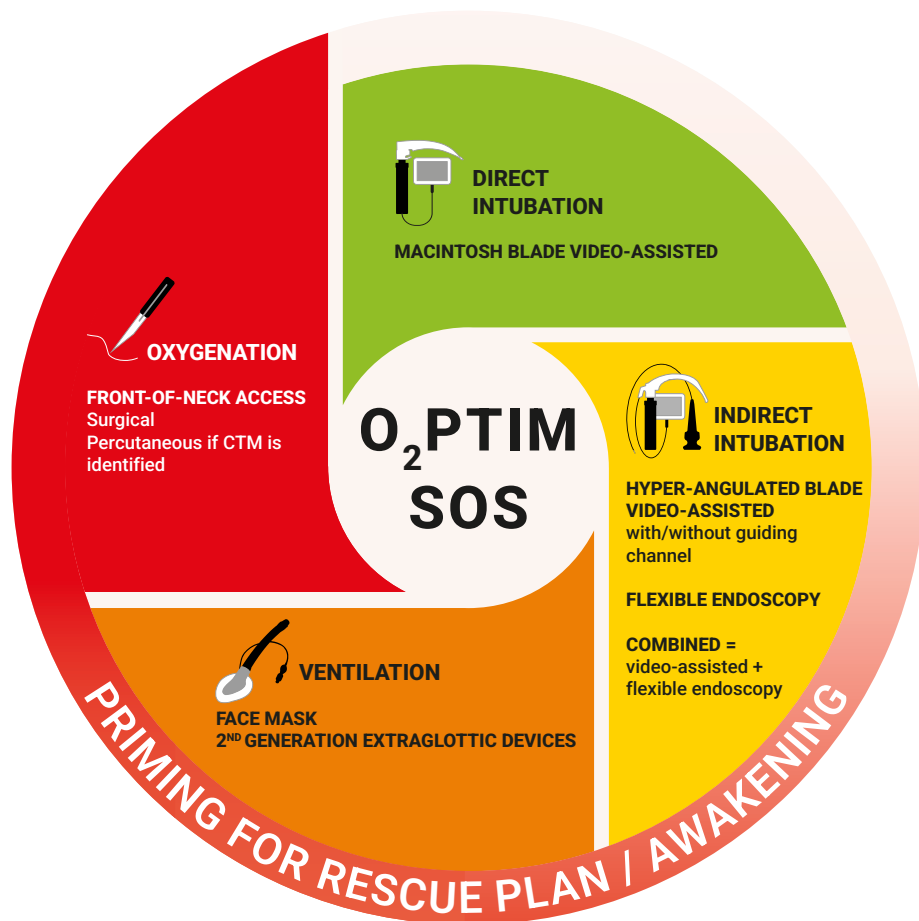 DIRECT
INTUBATION
MACINTOSH BLADE VIDEO-ASSISTED
INDIRECT
INTUBATION
HYPER-ANGULATED BLADE
VIDEO-ASSISTED
with/without guiding
channel
FLEXIBLE ENDOSCOPY
COMBINED =
video-assisted +
flexible endoscopy
VENTILATION
FACE MASK
2ND GENERATION EXTRAGLOTTIC DEVICES
OXYGENATION
FRONT-OF-NECK ACCESS
Surgical
Percutaneous if CTM is
identified
O2PTIM
SOS
PRIMING FOR RESCUE PLAN / AWAKENING